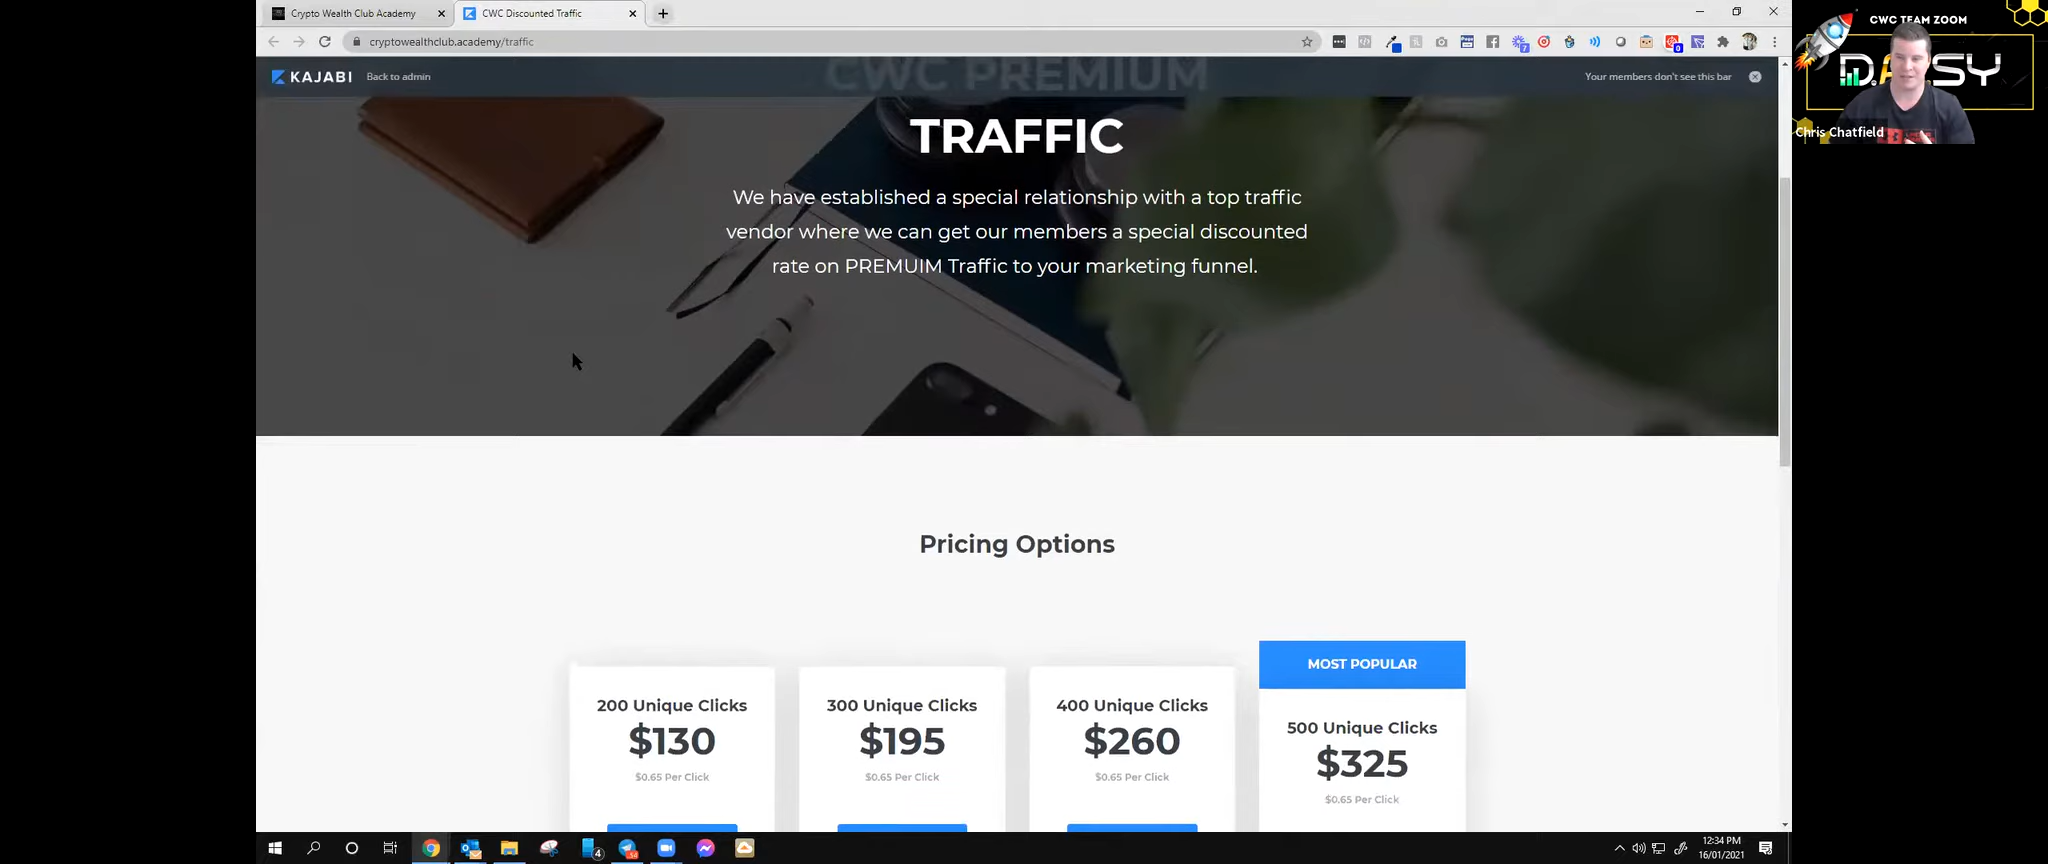 Crypto Wealth Club Academy
CWC Discounted Traffic
cryptowealthclub.academy/traffic
CWC TEAM ZOOM
Chris Chatfield
KAJABI Back to admin
Your members don't see this bar
CWC PREMIUM
TRAFFIC
We have established a special relationship with a top traffic
vendor where we can get our members a special discounted
rate on PREMUIM Traffic to your marketing funnel.
Pricing Options
MOST POPULAR
200 Unique Clicks
$130
$0.65 Per Click
300 Unique Clicks
$195
$0.65 Per Click
400 Unique Clicks
$260
$0.65 Per Click
500 Unique Clicks
$325
$0.65 Per Click
4
12:34 PM
16/01/2021